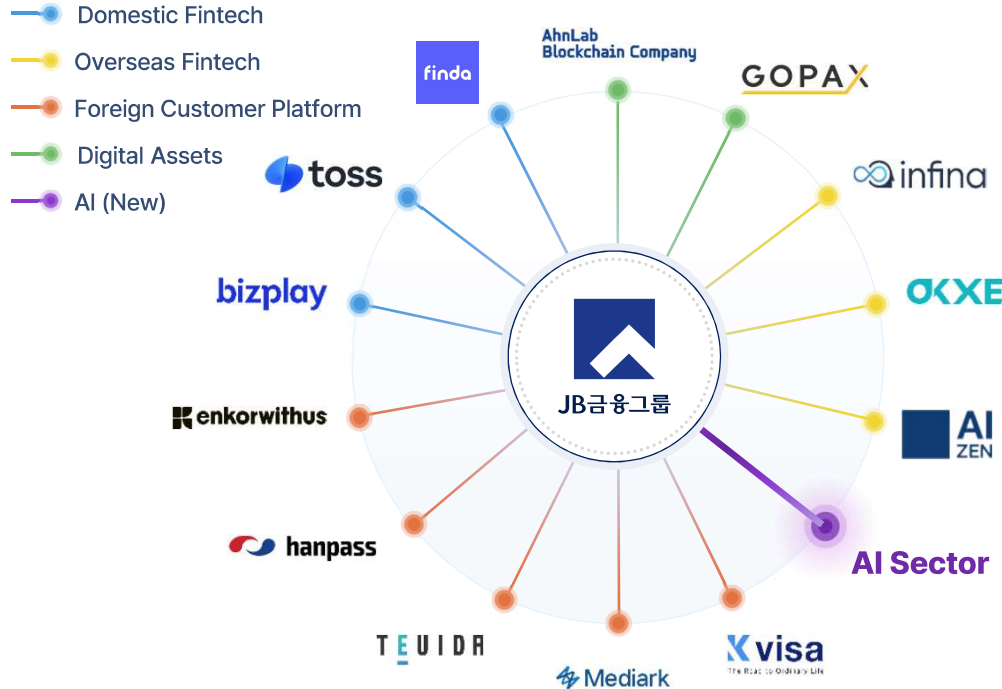 Domestic Fintech
Overseas Fintech
Foreign Customer Platform
Digital Assets
AI (New)
finda
AhnLab
Blockchain Company
GOPAX
toss
infina
bizplay
OKXE
JB금융그룹
enkorwithus
AI
ZEN
hanpass
AI Sector
TEUIDA
Mediark
K visa
The Road to Ordinary Life